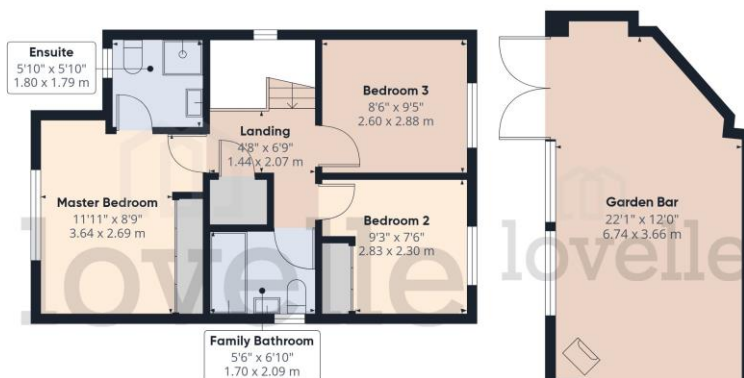 Ensuite
5'10" x 5'10"
1.80 x 1.79 m
Bedroom 3
8'6" x 9'5"
2.60 x 2.88 m
Landing
4'8" x 6'9"
1.44 x 2.07 m
Master Bedroom
11'11" x 8'9"
3.64 x 2.69 m
Bedroom 2
9'3" x 7'6"
2.83 x 2.30 m
Family Bathroom
5'6" x 6'10"
1.70 x 2.09 m
Garden Bar
22'1" x 12'0"
6.74 x 3.66 m
lovelle
lovelle